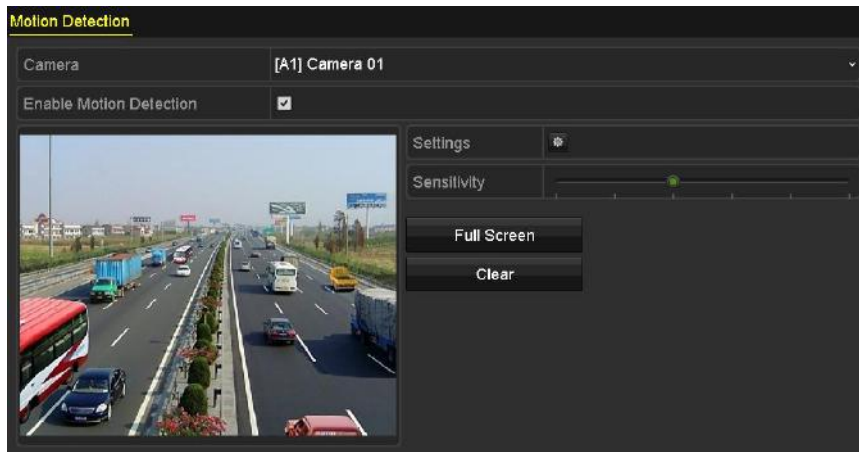 Motion Detection
Camera
[A1] Camera 01
Enable Motion Detection
Settings
Sensitivity
Full Screen
Clear